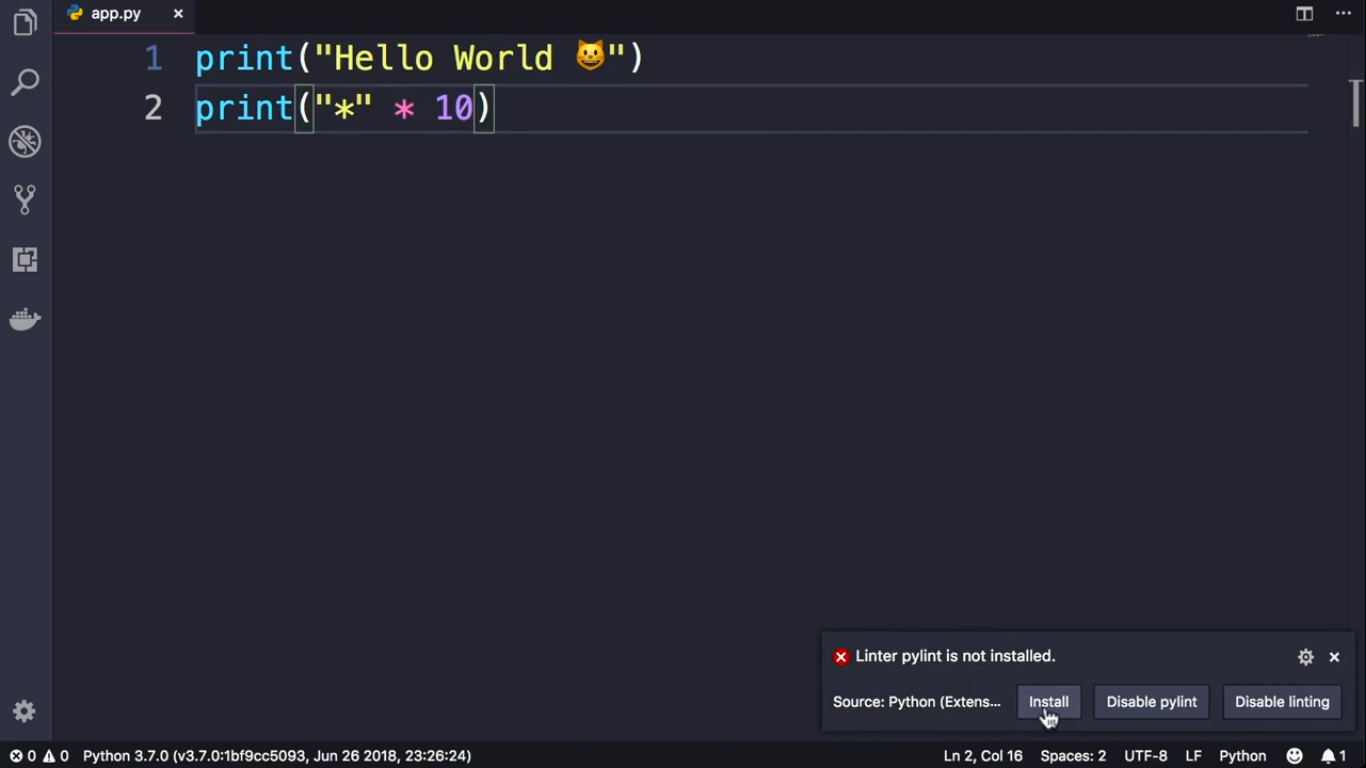 app.py
1 print("Hello World 😺")
2 print("*" * 10)
Linter pylint is not installed.
Source: Python (Extens... Install Disable pylint Disable linting
0 0 Python 3.7.0 (v3.7.0:1bf9cc5093, Jun 26 2018, 23:26:24) Ln 2, Col 16 Spaces: 2 UTF-8 LF Python 1